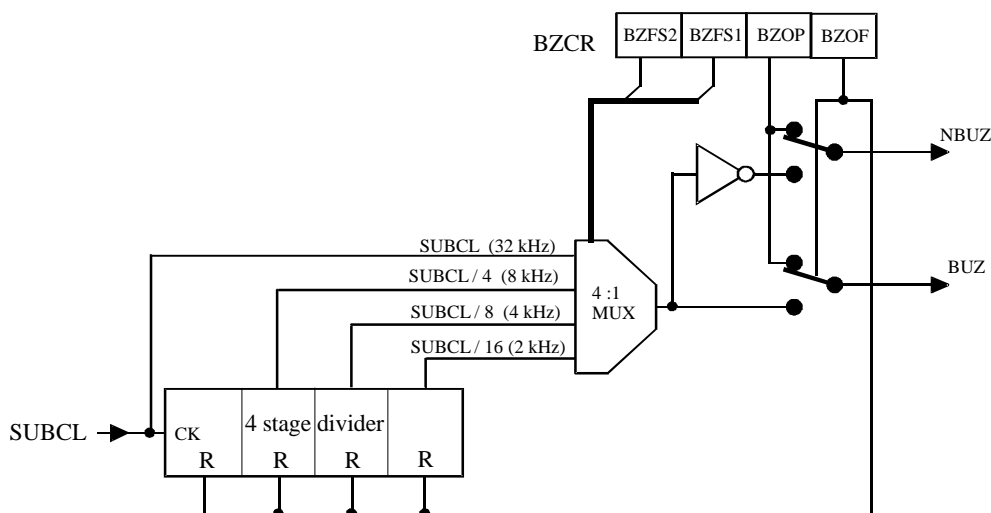 BZCR
BZFS2 BZFS1 BZOP BZOF
NBUZ
SUBCL (32 kHz)
SUBCL / 4 (8 kHz)
SUBCL / 8 (4 kHz)
SUBCL / 16 (2 kHz)
4 :1
MUX
BUZ
SUBCL
CK
4 stage divider
R R R R